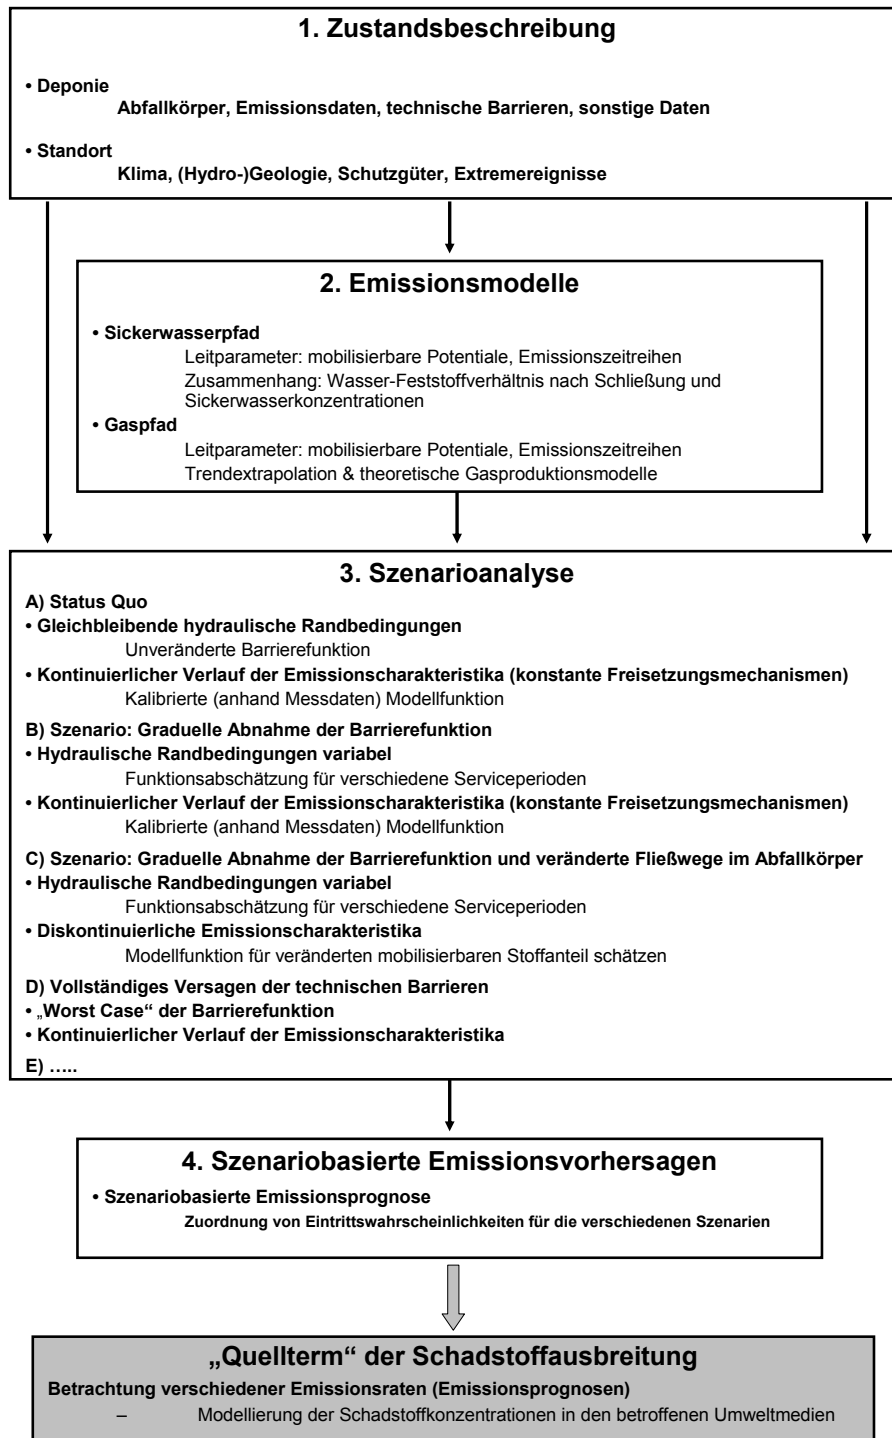 1. Zustandsbeschreibung
• Deponie
Abfallkörper, Emissionsdaten, technische Barrieren, sonstige Daten
• Standort
Klima, (Hydro-)Geologie, Schutzgüter, Extremereignisse
2. Emissionsmodelle
• Sickerwasserpfad
Leitparameter: mobilisierbare Potentiale, Emissionszeitreihen
Zusammenhang: Wasser-Feststoffverhältnis nach Schließung und
Sickerwasserkonzentrationen
• Gaspfad
Leitparameter: mobilisierbare Potentiale, Emissionszeitreihen
Trendextrapolation & theoretische Gasproduktionsmodelle
3. Szenarioanalyse
A) Status Quo
• Gleichbleibende hydraulische Randbedingungen
Unveränderte Barrierefunktion
• Kontinuierlicher Verlauf der Emissionscharakteristika (konstante Freisetzungsmechanismen)
Kalibrierte (anhand Messdaten) Modellfunktion
B) Szenario: Graduelle Abnahme der Barrierefunktion
• Hydraulische Randbedingungen variabel
Funktionsabschätzung für verschiedene Serviceperioden
• Kontinuierlicher Verlauf der Emissionscharakteristika (konstante Freisetzungsmechanismen)
Kalibrierte (anhand Messdaten) Modellfunktion
C) Szenario: Graduelle Abnahme der Barrierefunktion und veränderte Fließwege im Abfallkörper
• Hydraulische Randbedingungen variabel
Funktionsabschätzung für verschiedene Serviceperioden
• Diskontinuierliche Emissionscharakteristika
Modellfunktion für veränderten mobilisierbaren Stoffanteil schätzen
D) Vollständiges Versagen der technischen Barrieren
• „Worst Case“ der Barrierefunktion
• Kontinuierlicher Verlauf der Emissionscharakteristika
E) …..
4. Szenariobasierte Emissionsvorhersagen
• Szenariobasierte Emissionsprognose
Zuordnung von Eintrittswahrscheinlichkeiten für die verschiedenen Szenarien
„Quellterm“ der Schadstoffausbreitung
Betrachtung verschiedener Emissionsraten (Emissionsprognosen)
– Modellierung der Schadstoffkonzentrationen in den betroffenen Umweltmedien